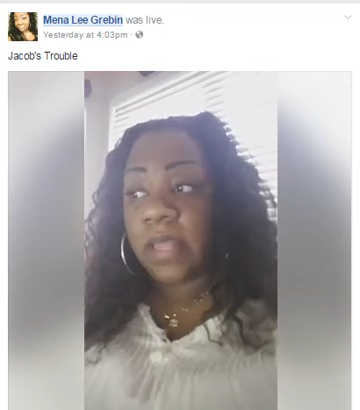 Mena Lee Grebin was live.
Yesterday at 4:03pm ·
Jacob's Trouble